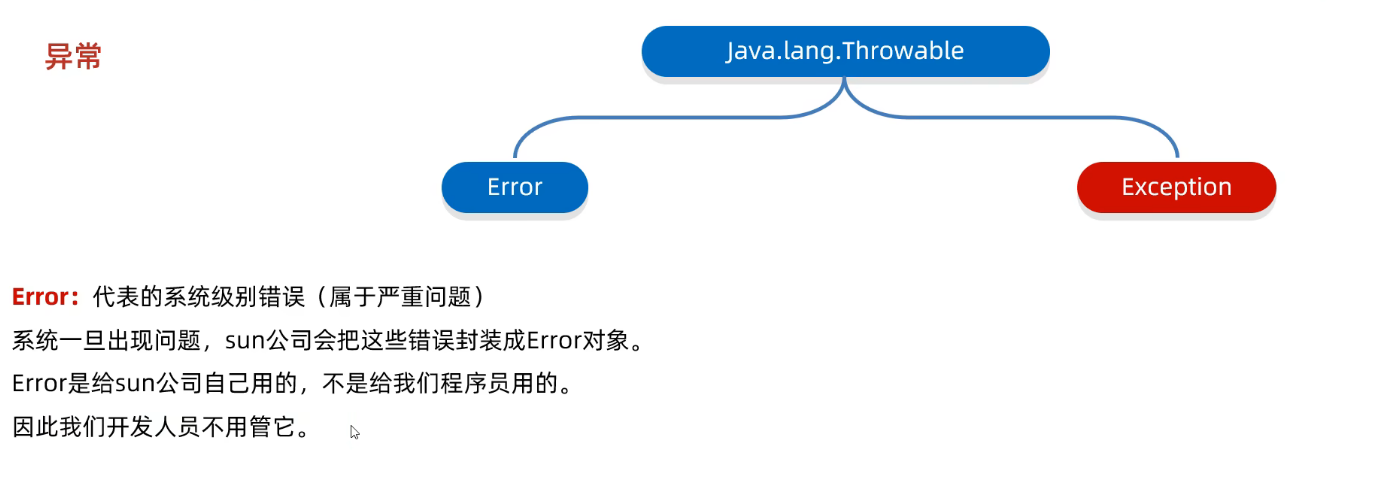 异常
Java.lang.Throwable
Error
Exception
Error：代表的系统级别错误（属于严重问题）
系统一旦出现问题，sun公司会把这些错误封装成Error对象。
Error是给sun公司自己用的，不是给我们程序员用的。
因此我们开发人员不用管它。